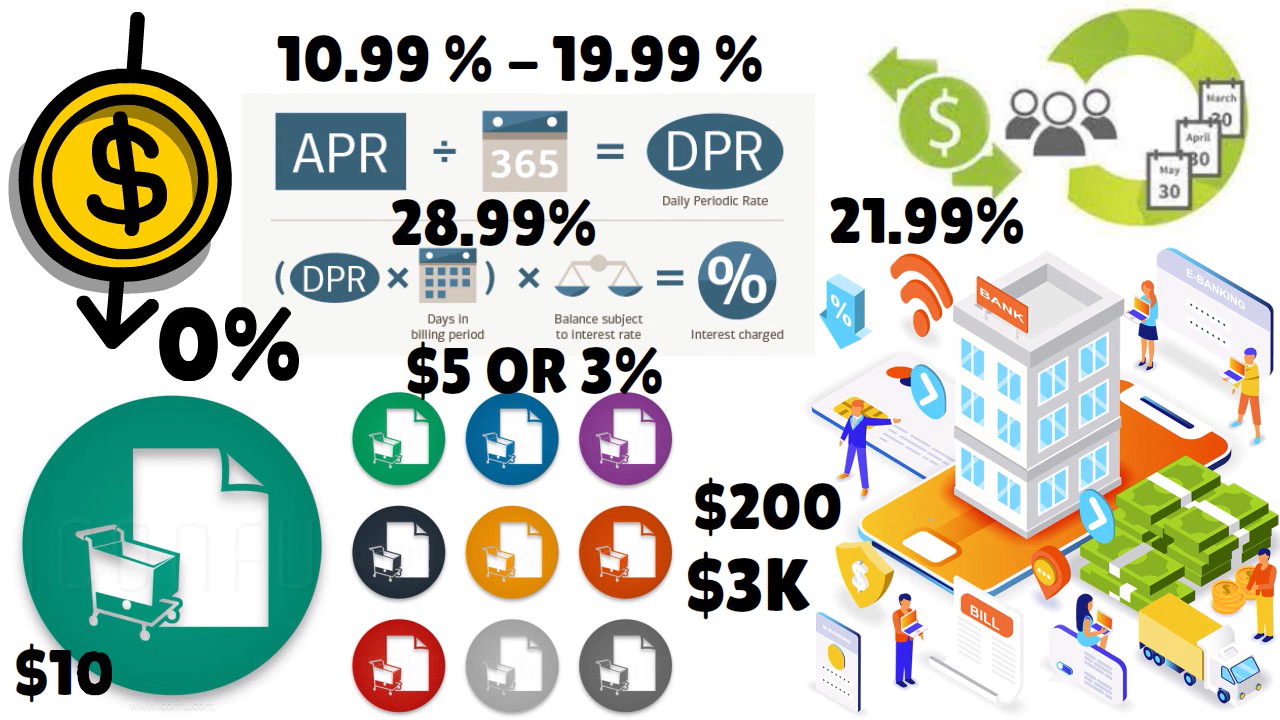 10.99 % – 19.99 %
APR ÷ 365 = DPR
Daily Periodic Rate
28.99%
( DPR × ) × = %
Days in
billing period
Balance subject
to interest rate
Interest charged
$5 OR 3%
0%
$10
$
March
30
April
30
May
30
21.99%
%
BANK
E-BANKING
$200
$3K
$
BILL